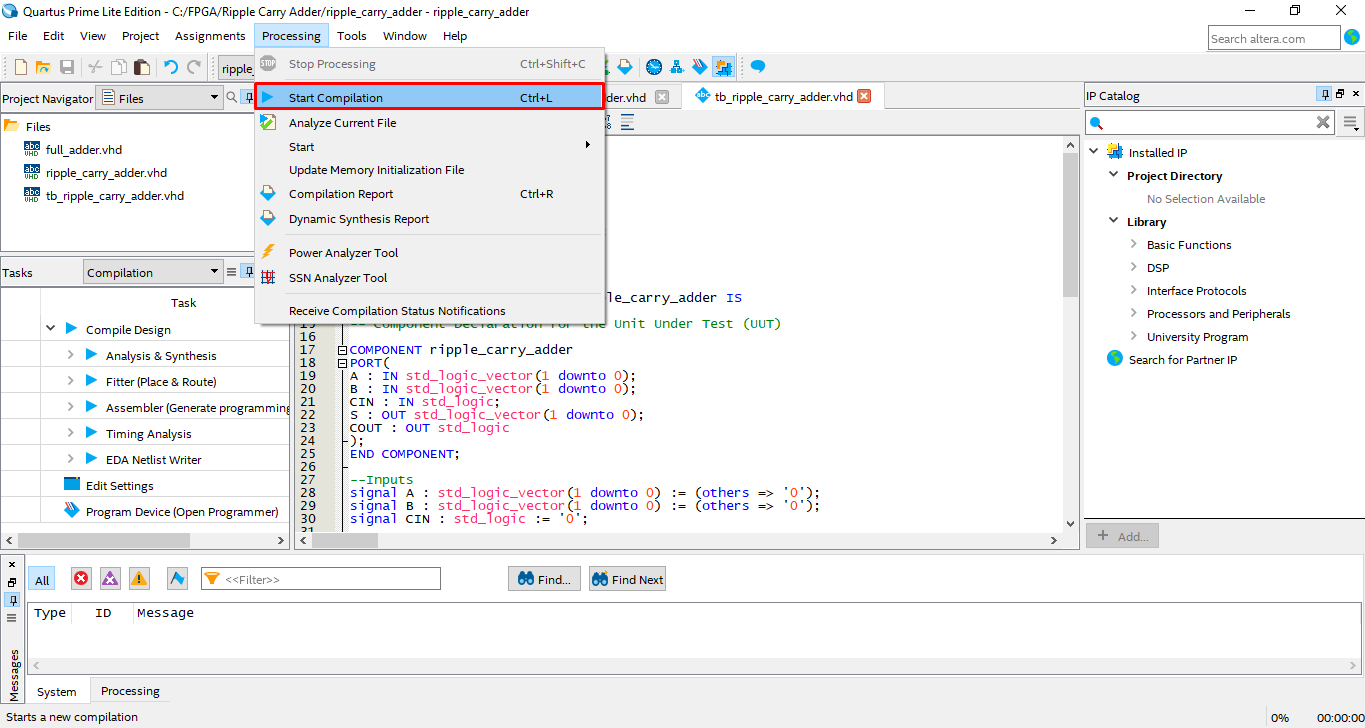 Quartus Prime Lite Edition - C:/FPGA/Ripple Carry Adder/ripple_carry_adder - ripple_carry_adder
File Edit View Project Assignments Processing Tools Window Help
Search altera.com
ripple_
Stop Processing Ctrl+Shift+C
Start Compilation Ctrl+L
Analyze Current File
Start
Update Memory Initialization File
Compilation Report Ctrl+R
Dynamic Synthesis Report
Power Analyzer Tool
SSN Analyzer Tool
Receive Compilation Status Notifications
Project Navigator Files
Files
full_adder.vhd
ripple_carry_adder.vhd
tb_ripple_carry_adder.vhd
Tasks Compilation
Task
Compile Design
Analysis & Synthesis
Fitter (Place & Route)
Assembler (Generate programming
Timing Analysis
EDA Netlist Writer
Edit Settings
Program Device (Open Programmer)
der.vhd tb_ripple_carry_adder.vhd
le_carry_adder IS
15 -- Component Declaration for the Unit Under Test (UUT)
16
17 COMPONENT ripple_carry_adder
18 PORT(
19 A : IN std_logic_vector(1 downto 0);
20 B : IN std_logic_vector(1 downto 0);
21 CIN : IN std_logic;
22 S : OUT std_logic_vector(1 downto 0);
23 COUT : OUT std_logic
24 );
25 END COMPONENT;
26
27 --Inputs
28 signal A : std_logic_vector(1 downto 0) := (others => '0');
29 signal B : std_logic_vector(1 downto 0) := (others => '0');
30 signal CIN : std_logic := '0';
31
IP Catalog
Installed IP
Project Directory
No Selection Available
Library
Basic Functions
DSP
Interface Protocols
Processors and Peripherals
University Program
Search for Partner IP
+ Add...
All <<Filter>> Find... Find Next
Type ID Message
Messages
System Processing
Starts a new compilation 0% 00:00:00